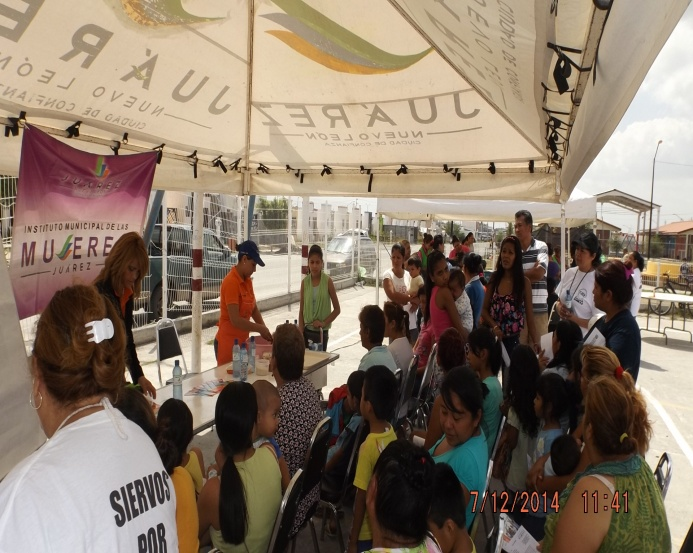 JUÁREZ
NUEVO LEÓN
CIUDAD DE CONFIANZA
JUÁREZ
NUEVO LEÓN
CIUDAD DE CONFIANZA
JUÁREZ
INSTITUTO MUNICIPAL DE LAS
MUJERES
JUÁREZ
SIERVOS
POR
7/12/2014 11:41